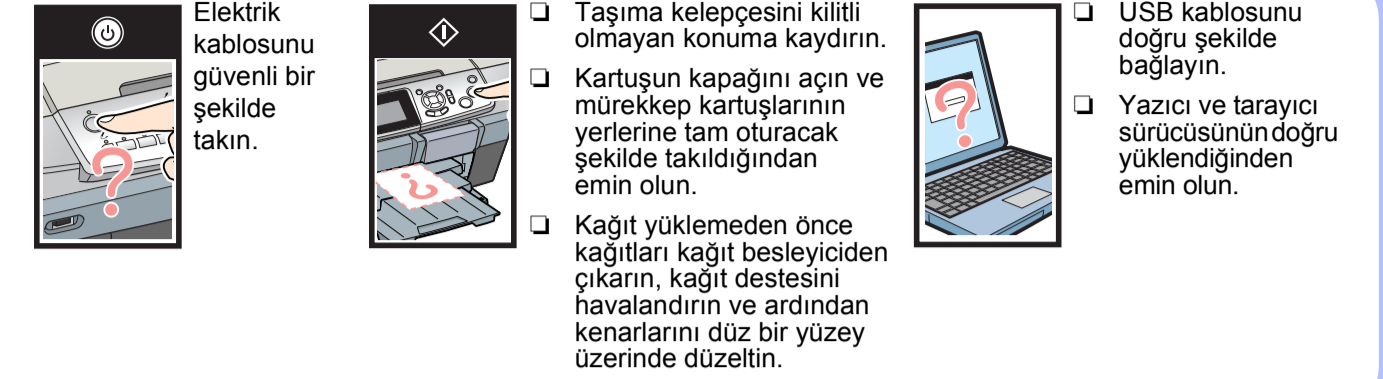 Elektrik
kablosunu
güvenli bir
şekilde
takın.
❏ Taşıma kelepçesini kilitli
olmayan konuma kaydırın.
❏ Kartuşun kapağını açın ve
mürekkep kartuşlarının
yerlerine tam oturacak
şekilde takıldığından
emin olun.
❏ Kağıt yüklemeden önce
kağıtları kağıt besleyiciden
çıkarın, kağıt destesini
havalandırın ve ardından
kenarlarını düz bir yüzey
üzerinde düzeltin.
❏ USB kablosunu
doğru şekilde
bağlayın.
❏ Yazıcı ve tarayıcı
sürücüsünün doğru
yüklendiğinden
emin olun.